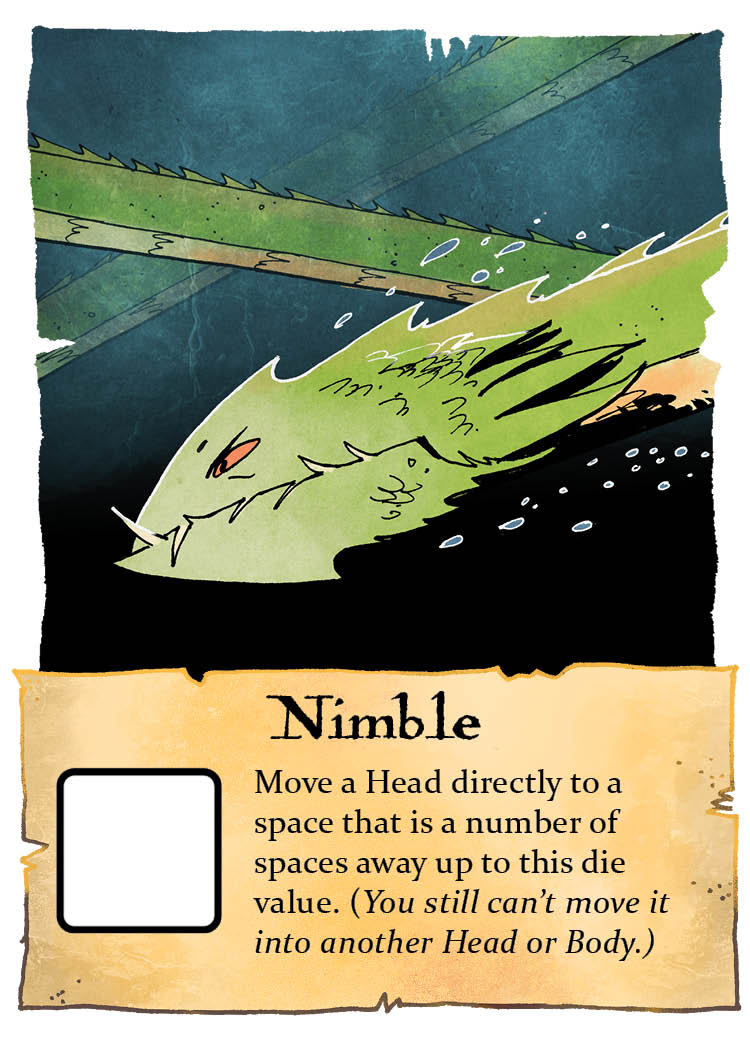 Nimble
Move a Head directly to a
space that is a number of
spaces away up to this die
value. (You still can’t move it
into another Head or Body.)